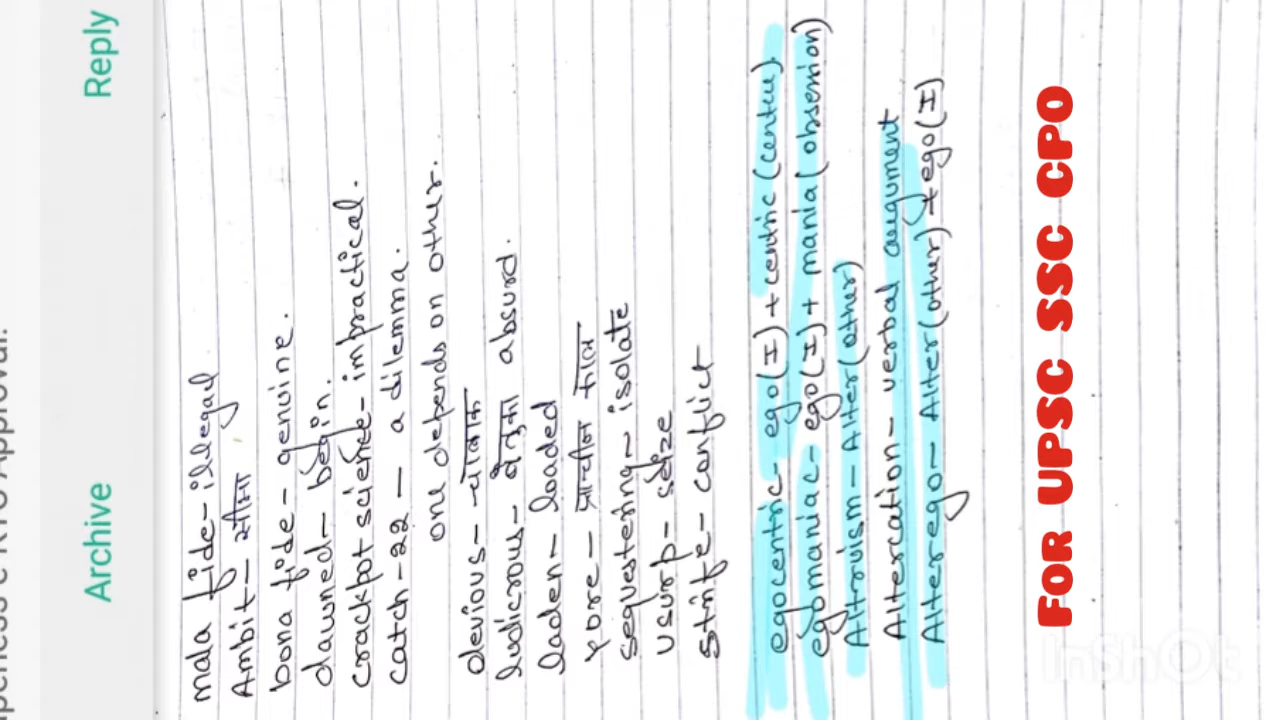 mala fide - illegal
Ambit - सीमा
bona fide - genuine.
dawned - begin.
crackpot science - impractical.
catch-22 - a dilemma.
one depends on other.
devious - चालाक
ludicrous - बेतुका absurd.
laden - loaded
yore - प्राचीन काल
sequestering - isolate
usurp - seize
strife - conflict
egocentric - ego(I) + centric (centre).
egomaniac - ego(I) + mania (obsession)
Altruism - Alter (other)
Altercation - verbal argument
Alterego - Alter (other) + ego (I)
FOR UPSC SSC CPO
Archive Reply
InShOt